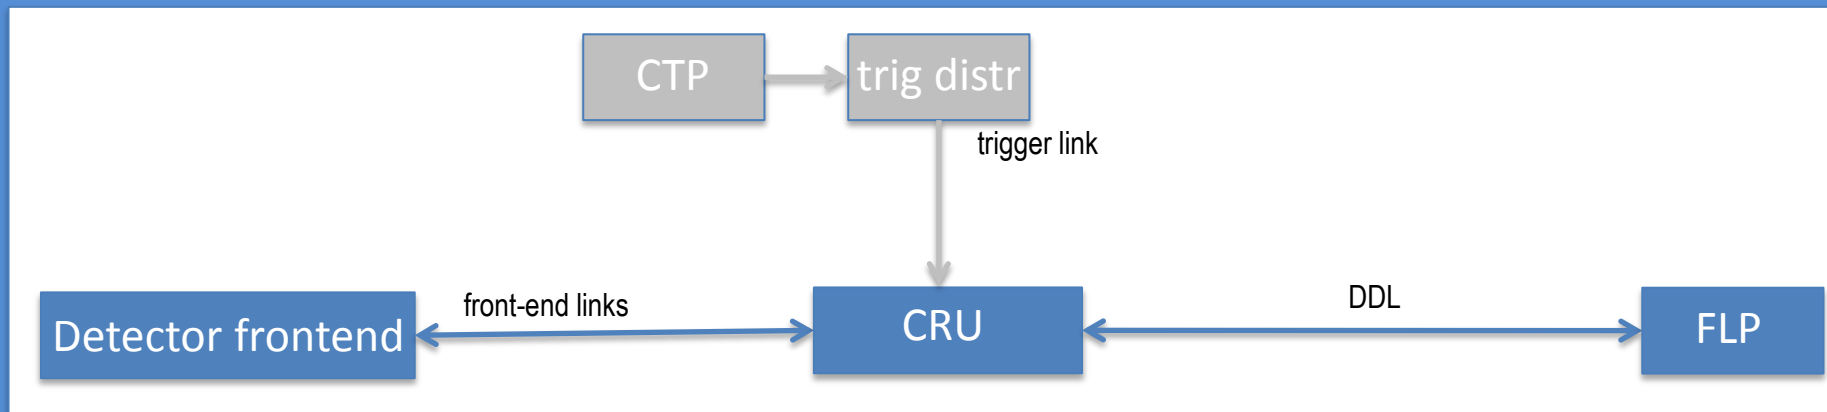 CTP
trig distr
trigger link
Detector frontend
front-end links
CRU
DDL
FLP